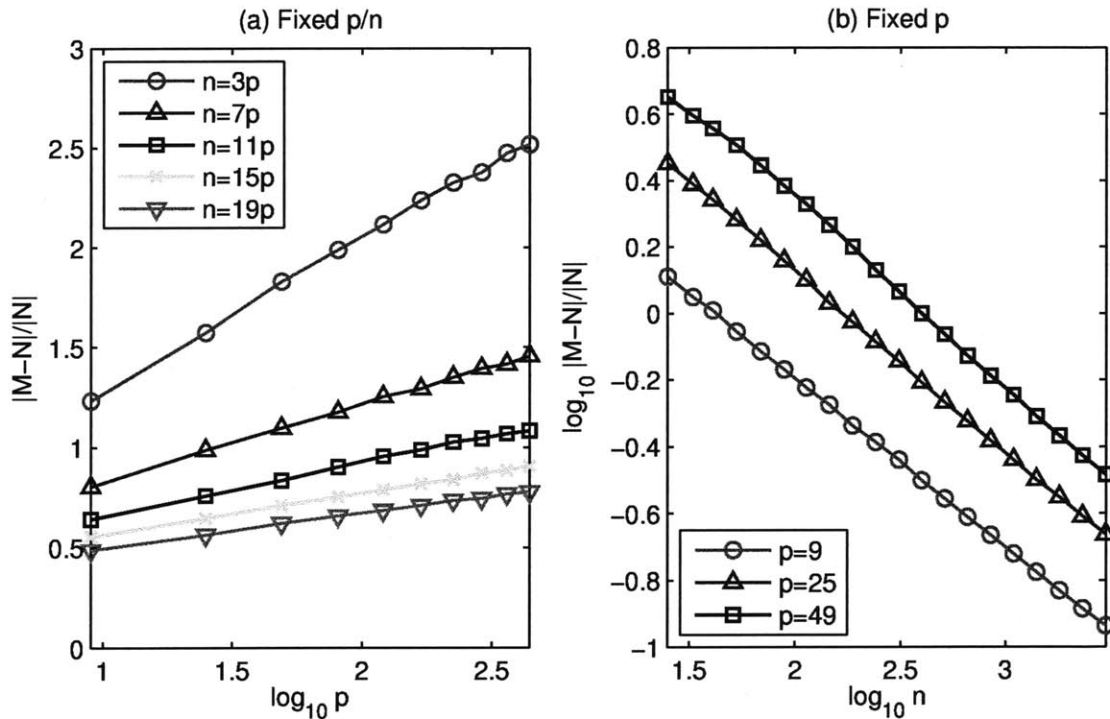 (a) Fixed p/n
3
2.5
2
1.5
1
0.5
0
1
1.5
2
2.5
|M−N|/|N|
log10 p
n=3p
n=7p
n=11p
n=15p
n=19p
(b) Fixed p
0.8
0.6
0.4
0.2
0
−0.2
−0.4
−0.6
−0.8
−1
1.5
2
2.5
3
log10 |M−N|/|N|
log10 n
p=9
p=25
p=49